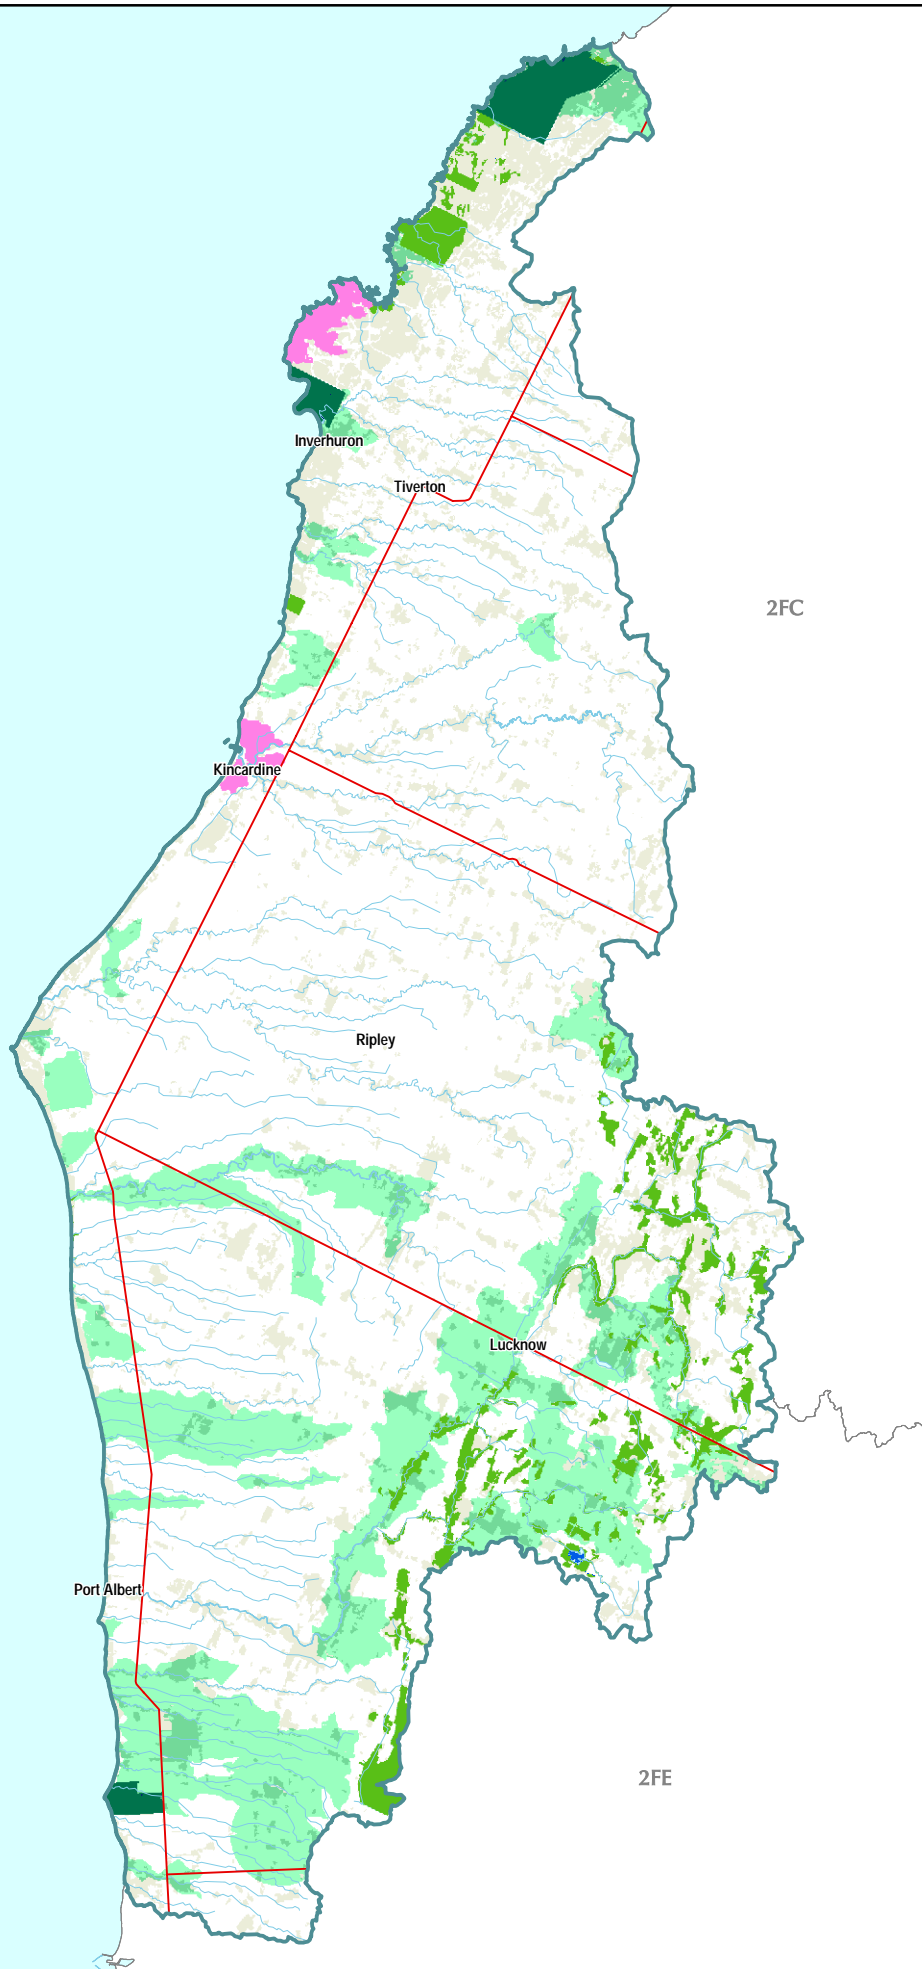 Inverhuron
Tiverton
2FC
Kincardine
Ripley
Lucknow
Port Albert
2FE